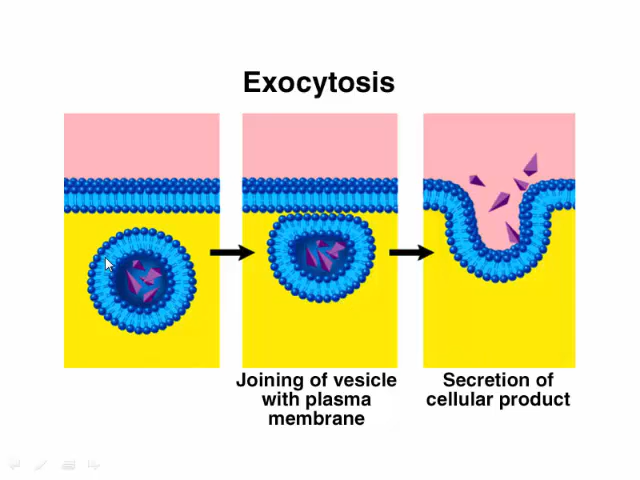 Exocytosis
Joining of vesicle
with plasma
membrane
Secretion of
cellular product